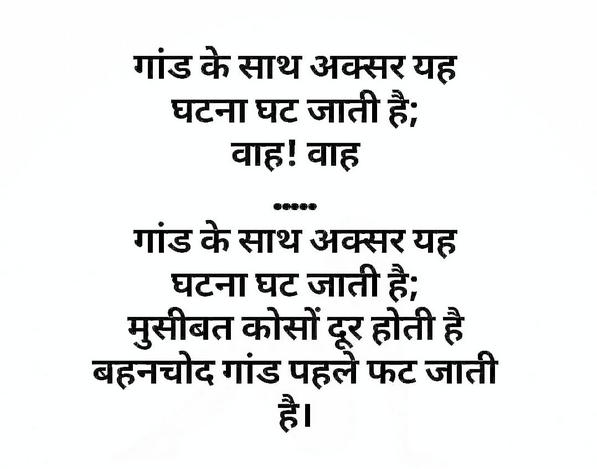 गांड के साथ अक्सर यह
घटना घट जाती है;
वाह! वाह
•••••
गांड के साथ अक्सर यह
घटना घट जाती है;
मुसीबत कोसों दूर होती है
बहनचोद गांड पहले फट जाती
है।